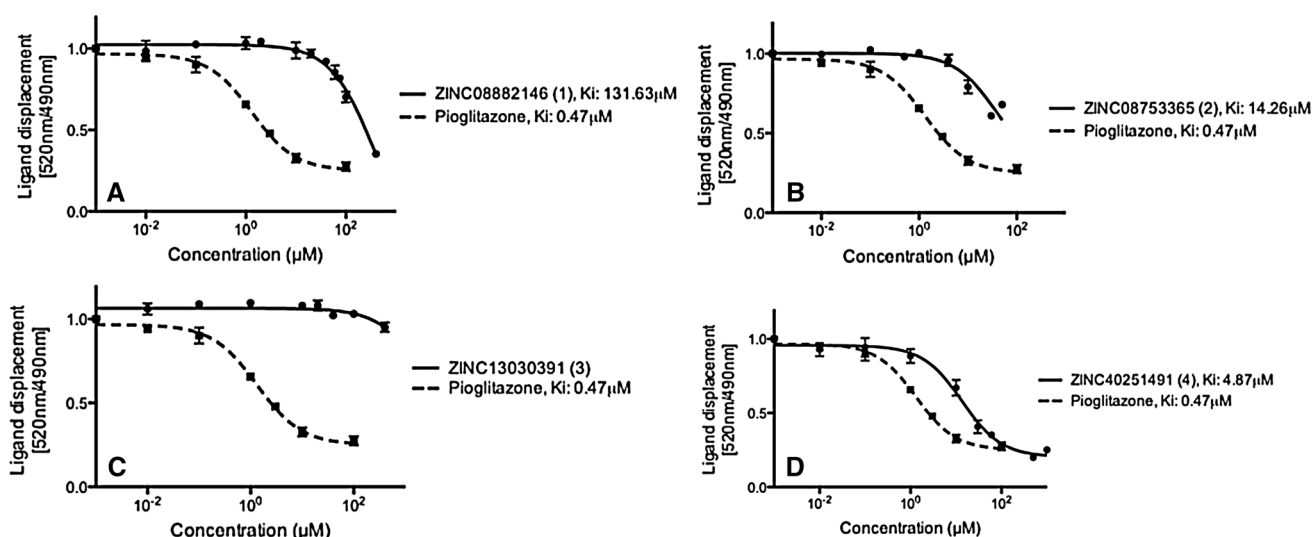 Ligand displacement
[520nm/490nm]
1.0
0.5
0.0
A
10-2
100
102
Concentration (µM)
ZINC08882146 (1), Ki: 131.63µM
Pioglitazone, Ki: 0.47µM
Ligand displacement
[520nm/490nm]
1.0
0.5
0.0
B
10-2
100
102
Concentration (µM)
ZINC08753365 (2), Ki: 14.26µM
Pioglitazone, Ki: 0.47µM
Ligand displacement
[520nm/490nm]
1.0
0.5
0.0
C
10-2
100
102
Concentration (µM)
ZINC13030391 (3)
Pioglitazone, Ki: 0.47µM
Ligand displacement
[520nm/490nm]
1.0
0.5
0.0
D
10-2
100
102
Concentration (µM)
ZINC40251491 (4), Ki: 4.87µM
Pioglitazone, Ki: 0.47µM